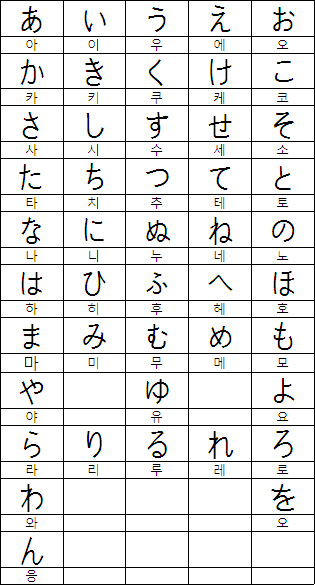 あ い う え お
아 이 우 에 오
か き く け こ
카 키 쿠 케 코
さ し す せ そ
사 시 수 세 소
た ち つ て と
타 치 추 테 토
な に ぬ ね の
나 니 누 네 노
は ひ ふ へ ほ
하 히 후 헤 호
ま み む め も
마 미 무 메 모
や ゆ よ
야 유 요
ら り る れ ろ
라 리 루 레 로
わ を
와 오
ん
응